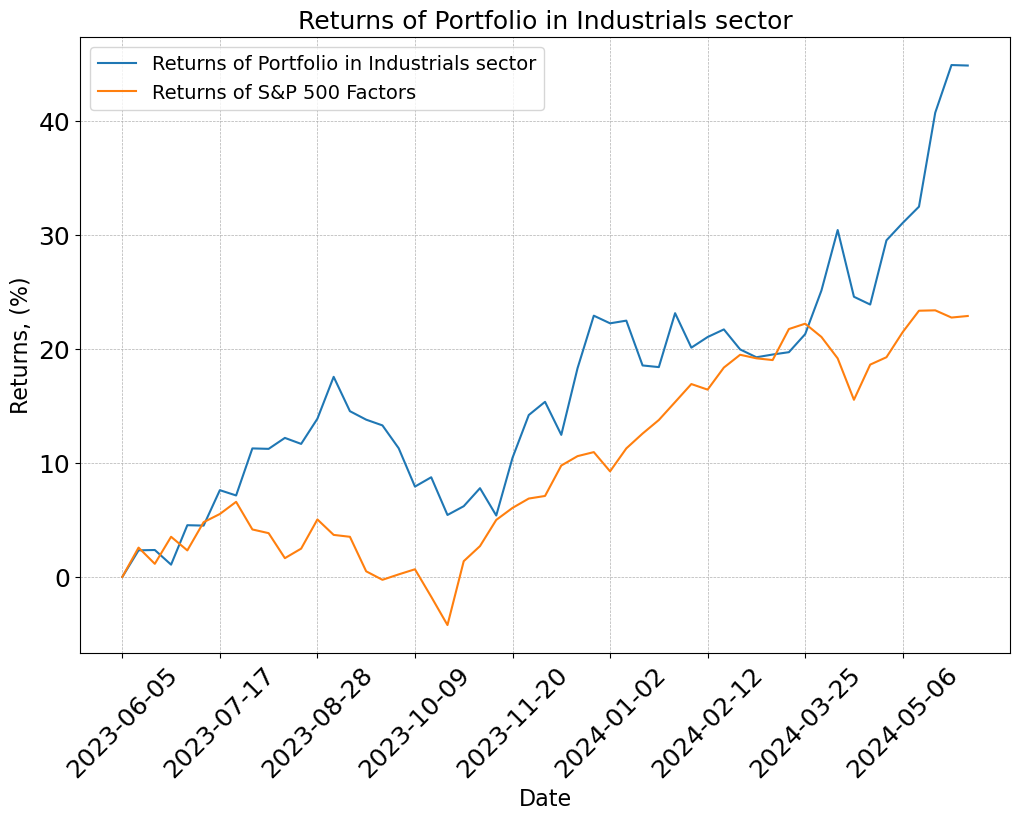 Returns of Portfolio in Industrials sector
Returns of Portfolio in Industrials sector
Returns of S&P 500 Factors
Returns, (%)
40
30
20
10
0
2023-06-05
2023-07-17
2023-08-28
2023-10-09
2023-11-20
2024-01-02
2024-02-12
2024-03-25
2024-05-06
Date